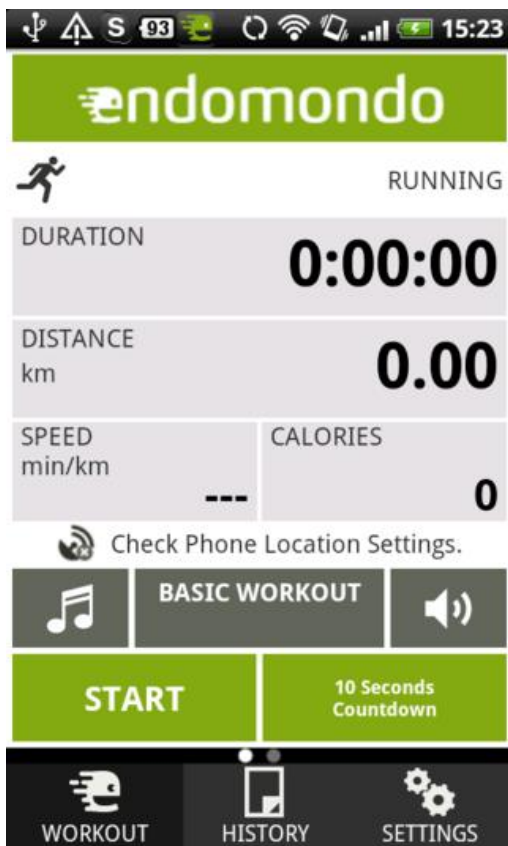 S 93 15:23
endomondo
RUNNING
DURATION
0:00:00
DISTANCE
km
0.00
SPEED
min/km
---
CALORIES
0
Check Phone Location Settings.
BASIC WORKOUT
START
10 Seconds
Countdown
WORKOUT HISTORY SETTINGS